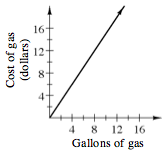 Cost of gas
(dollars)
16
12
8
4
4 8 12 16
Gallons of gas